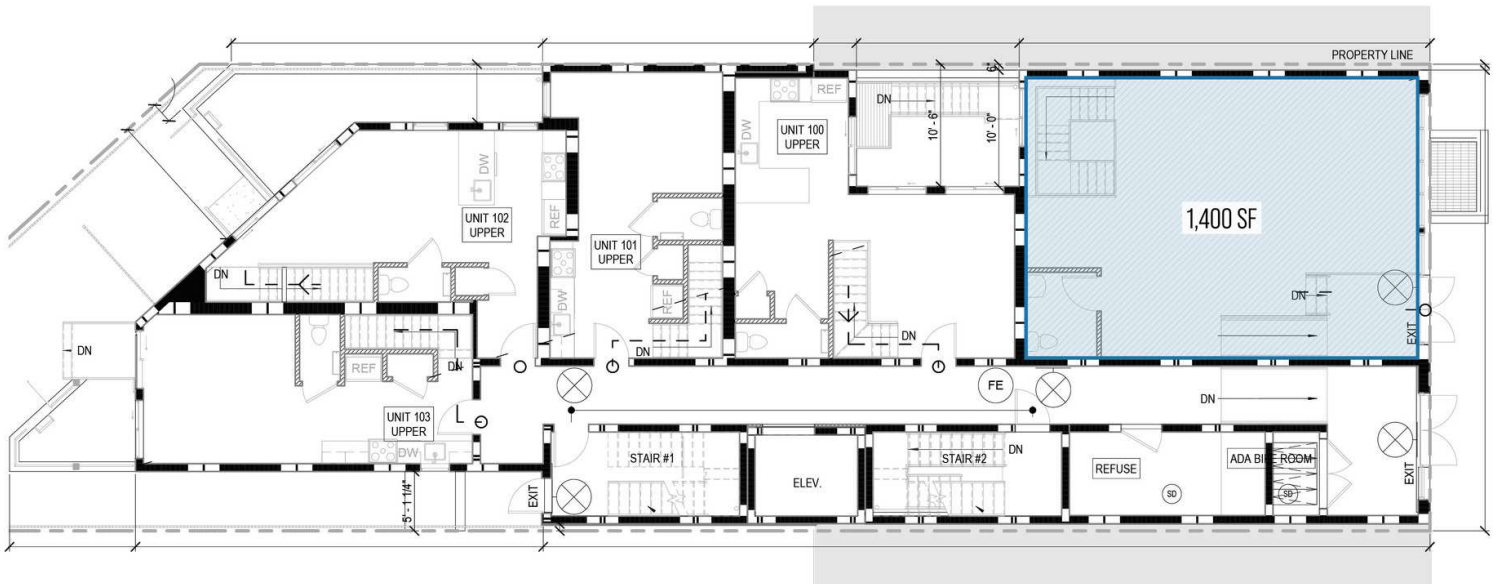 PROPERTY LINE
6"
DN
10' - 6"
10' - 0"
REF
DW
UNIT 100
UPPER
DW
REF
UNIT 102
UPPER
UNIT 101
UPPER
1,400 SF
DN
REF
DW
DN
DN
DN
EXIT
DN
REF
DN
FE
DN
UNIT 103
UPPER
DW
STAIR #1
ELEV.
STAIR #2
DN
REFUSE
ADA BIKE ROOM
SD
SD
EXIT
EXIT
5' - 1 1/4"